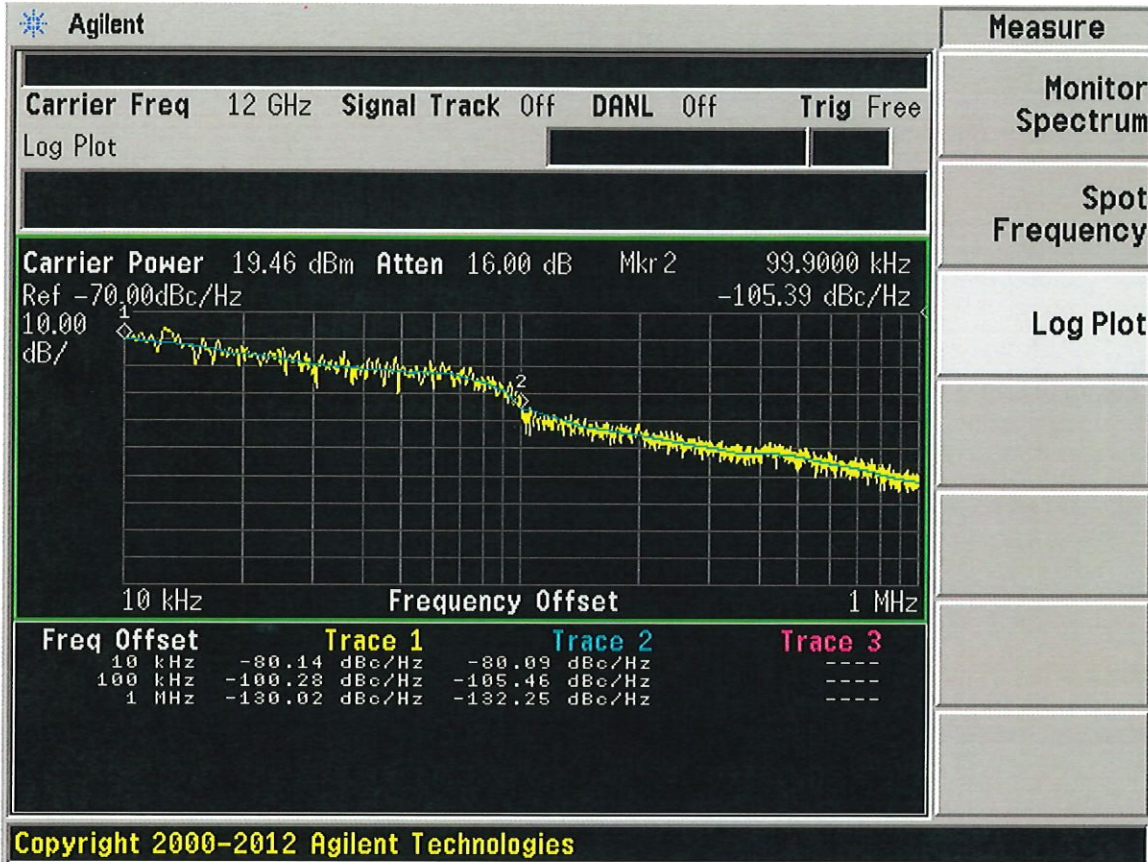 Agilent
Measure
Carrier Freq 12 GHz Signal Track Off DANL Off Trig Free
Log Plot
Carrier Power 19.46 dBm Atten 16.00 dB Mkr 2 99.9000 kHz
Ref -70.00dBc/Hz -105.39 dBc/Hz
10.00
dB/
1
2
10 kHz Frequency Offset 1 MHz
Freq Offset Trace 1 Trace 2 Trace 3
10 kHz -80.14 dBc/Hz -80.09 dBc/Hz ----
100 kHz -100.28 dBc/Hz -105.46 dBc/Hz ----
1 MHz -130.02 dBc/Hz -132.25 dBc/Hz ----
Copyright 2000-2012 Agilent Technologies
Monitor
Spectrum
Spot
Frequency
Log Plot